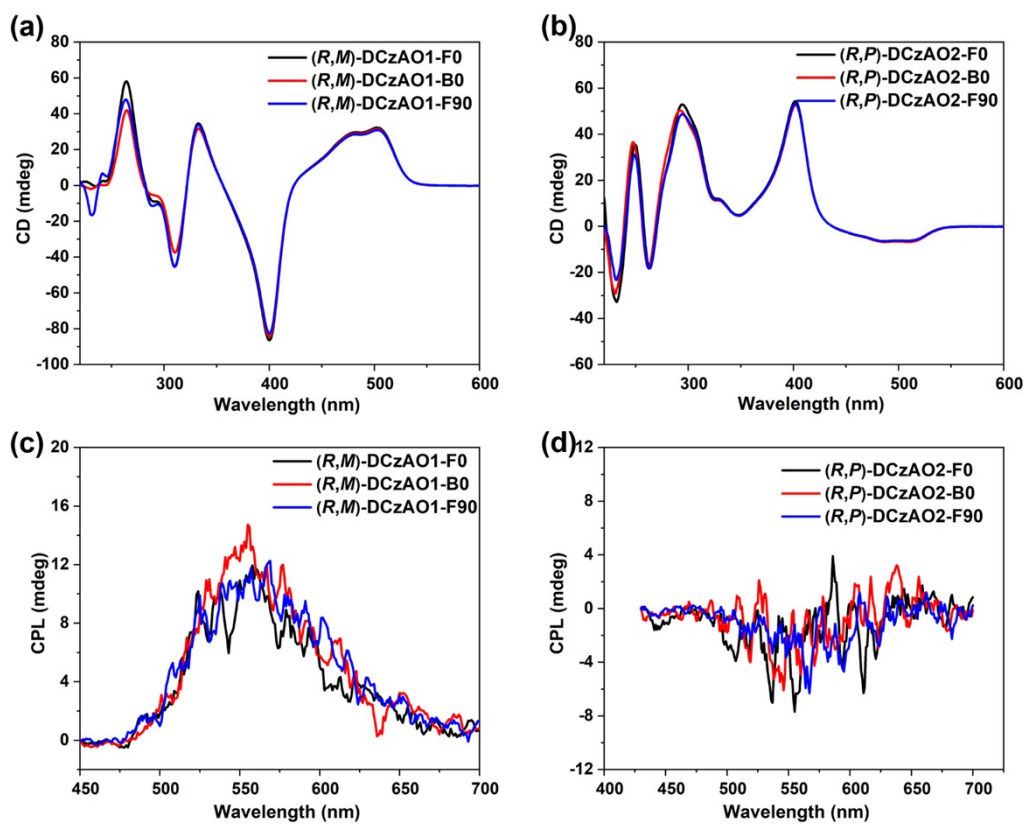 (a)
80
60
40
20
0
-20
-40
-60
-80
-100
CD (mdeg)
300
400
500
600
Wavelength (nm)
(R,M)-DCzAO1-F0
(R,M)-DCzAO1-B0
(R,M)-DCzAO1-F90
(b)
80
60
40
20
0
-20
-40
-60
CD (mdeg)
300
400
500
600
Wavelength (nm)
(R,P)-DCzAO2-F0
(R,P)-DCzAO2-B0
(R,P)-DCzAO2-F90
(c)
20
16
12
8
4
0
CPL (mdeg)
450
500
550
600
650
700
Wavelength (nm)
(R,M)-DCzAO1-F0
(R,M)-DCzAO1-B0
(R,M)-DCzAO1-F90
(d)
12
8
4
0
-4
-8
-12
CPL (mdeg)
400
450
500
550
600
650
700
Wavelength (nm)
(R,P)-DCzAO2-F0
(R,P)-DCzAO2-B0
(R,P)-DCzAO2-F90